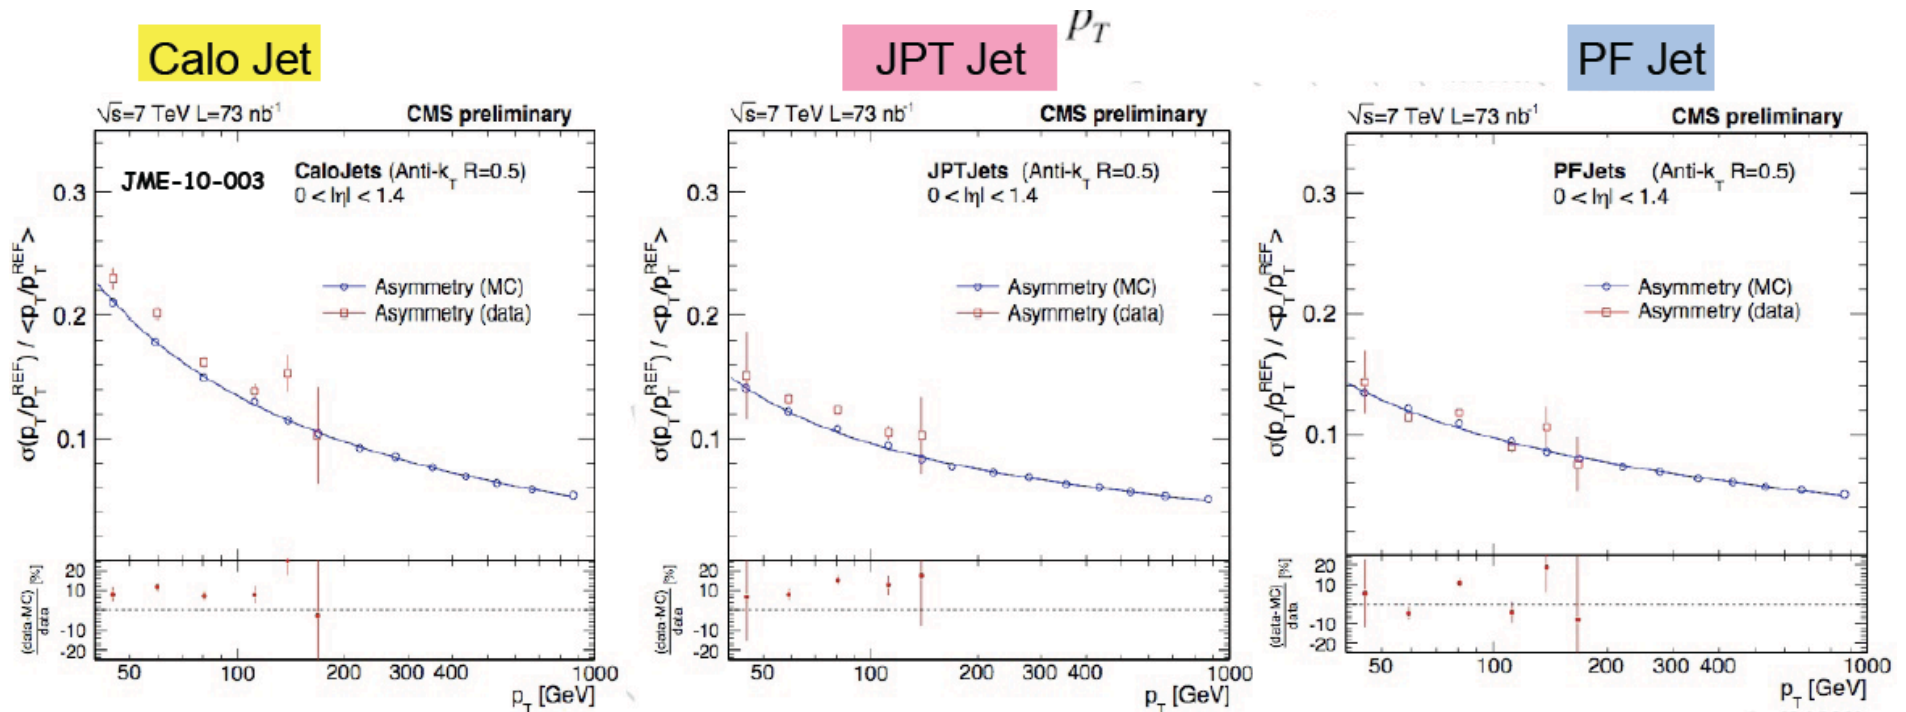 p_T
Calo Jet
JPT Jet
PF Jet
√s=7 TeV L=73 nb⁻¹ CMS preliminary
JME-10-003
CaloJets (Anti-k_T R=0.5)
0 < |η| < 1.4
Asymmetry (MC)
Asymmetry (data)
σ(p_T/p_T^REF) / <p_T/p_T^REF>
0.3
0.2
0.1
(data-MC)/data [%]
20
10
-10
-20
50 100 200 300 400 1000
p_T [GeV]
√s=7 TeV L=73 nb⁻¹ CMS preliminary
JPTJets (Anti-k_T R=0.5)
0 < |η| < 1.4
Asymmetry (MC)
Asymmetry (data)
σ(p_T/p_T^REF) / <p_T/p_T^REF>
0.3
0.2
0.1
(data-MC)/data [%]
20
10
-10
-20
50 100 200 300 400 1000
p_T [GeV]
√s=7 TeV L=73 nb⁻¹ CMS preliminary
PFJets (Anti-k_T R=0.5)
0 < |η| < 1.4
Asymmetry (MC)
Asymmetry (data)
σ(p_T/p_T^REF) / <p_T/p_T^REF>
0.3
0.2
0.1
(data-MC)/data [%]
20
10
-10
-20
50 100 200 300 400 1000
p_T [GeV]